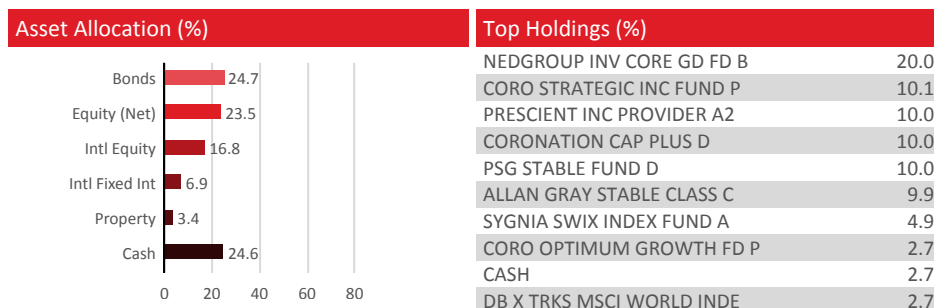 Asset Allocation (%)
Bonds 24.7
Equity (Net) 23.5
Intl Equity 16.8
Intl Fixed Int 6.9
Property 3.4
Cash 24.6
0 20 40 60 80
Top Holdings (%)
NEDGROUP INV CORE GD FD B 20.0
CORO STRATEGIC INC FUND P 10.1
PRESCIENT INC PROVIDER A2 10.0
CORONATION CAP PLUS D 10.0
PSG STABLE FUND D 10.0
ALLAN GRAY STABLE CLASS C 9.9
SYGNIA SWIX INDEX FUND A 4.9
CORO OPTIMUM GROWTH FD P 2.7
CASH 2.7
DB X TRKS MSCI WORLD INDE 2.7